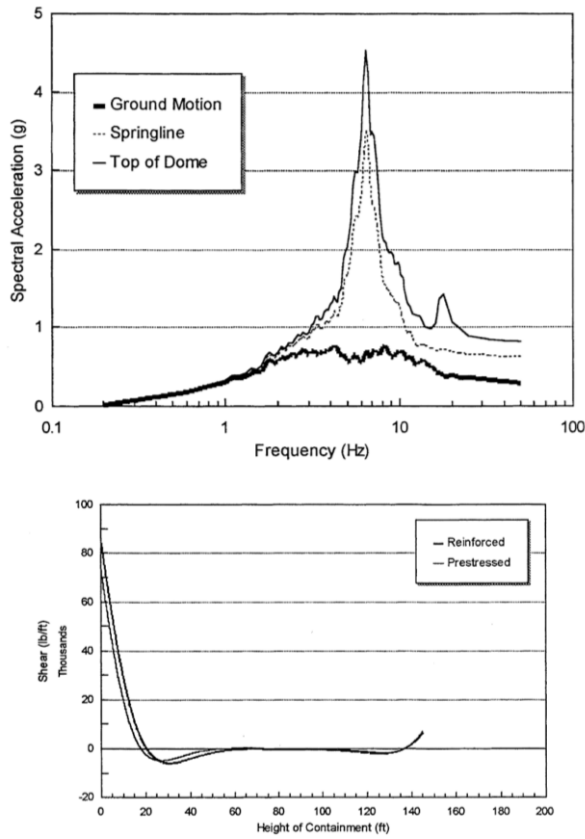 5
4
3
2
1
0
Spectral Acceleration (g)
Ground Motion
Springline
Top of Dome
0.1
1
10
100
Frequency (Hz)
100
80
60
40
20
0
-20
Shear (lb/ft)
Thousands
Reinforced
Prestressed
0
20
40
60
80
100
120
140
160
180
200
Height of Containment (ft)